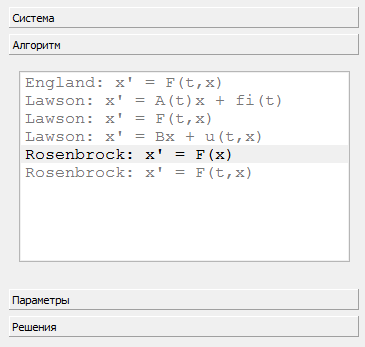 Система
Алгоритм
England: x' = F(t,x)
Lawson: x' = A(t)x + fi(t)
Lawson: x' = F(t,x)
Lawson: x' = Bx + u(t,x)
Rosenbrock: x' = F(x)
Rosenbrock: x' = F(t,x)
Параметры
Решения